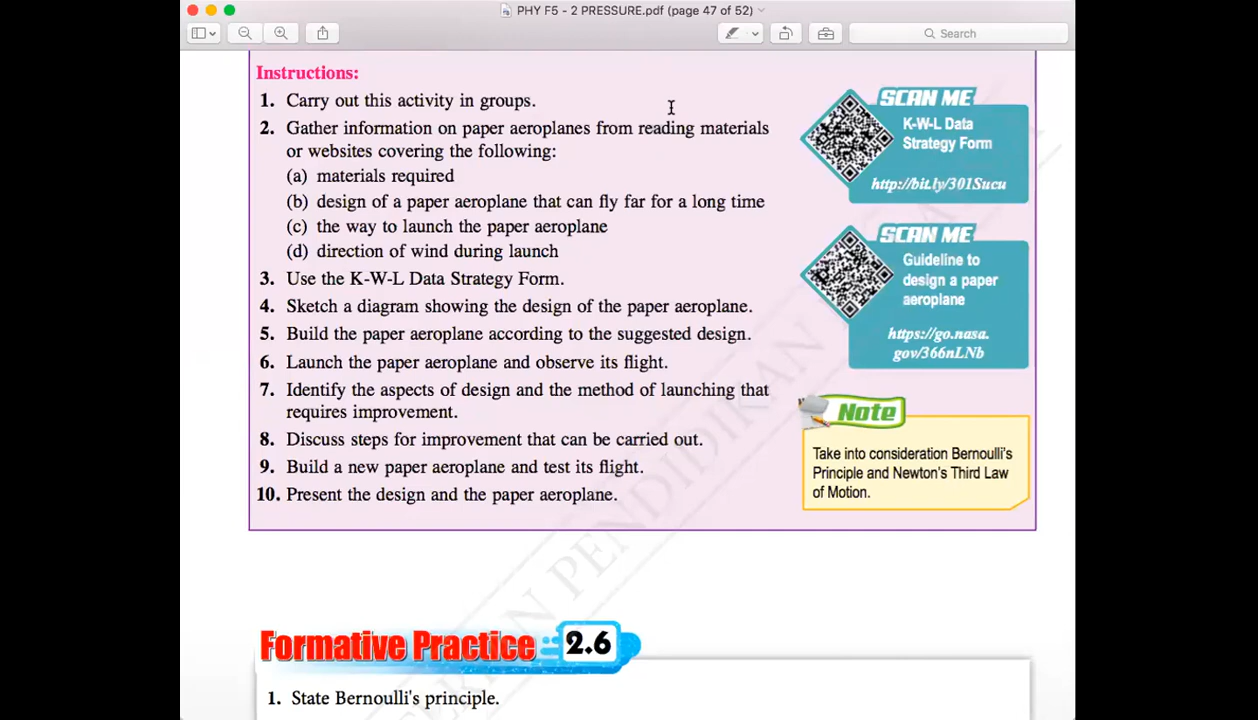 PHY F5 - 2 PRESSURE.pdf (page 47 of 52)
Search
Instructions:
1. Carry out this activity in groups.
2. Gather information on paper aeroplanes from reading materials
or websites covering the following:
(a) materials required
(b) design of a paper aeroplane that can fly far for a long time
(c) the way to launch the paper aeroplane
(d) direction of wind during launch
3. Use the K-W-L Data Strategy Form.
4. Sketch a diagram showing the design of the paper aeroplane.
5. Build the paper aeroplane according to the suggested design.
6. Launch the paper aeroplane and observe its flight.
7. Identify the aspects of design and the method of launching that
requires improvement.
8. Discuss steps for improvement that can be carried out.
9. Build a new paper aeroplane and test its flight.
10. Present the design and the paper aeroplane.
SCAN ME
K-W-L Data
Strategy Form
http://bit.ly/301Sucu
SCAN ME
Guideline to
design a paper
aeroplane
https://go.nasa.
gov/366nLNb
Note
Take into consideration Bernoulli's
Principle and Newton's Third Law
of Motion.
PENDIDIKAN
Formative Practice 2.6
1. State Bernoulli's principle.